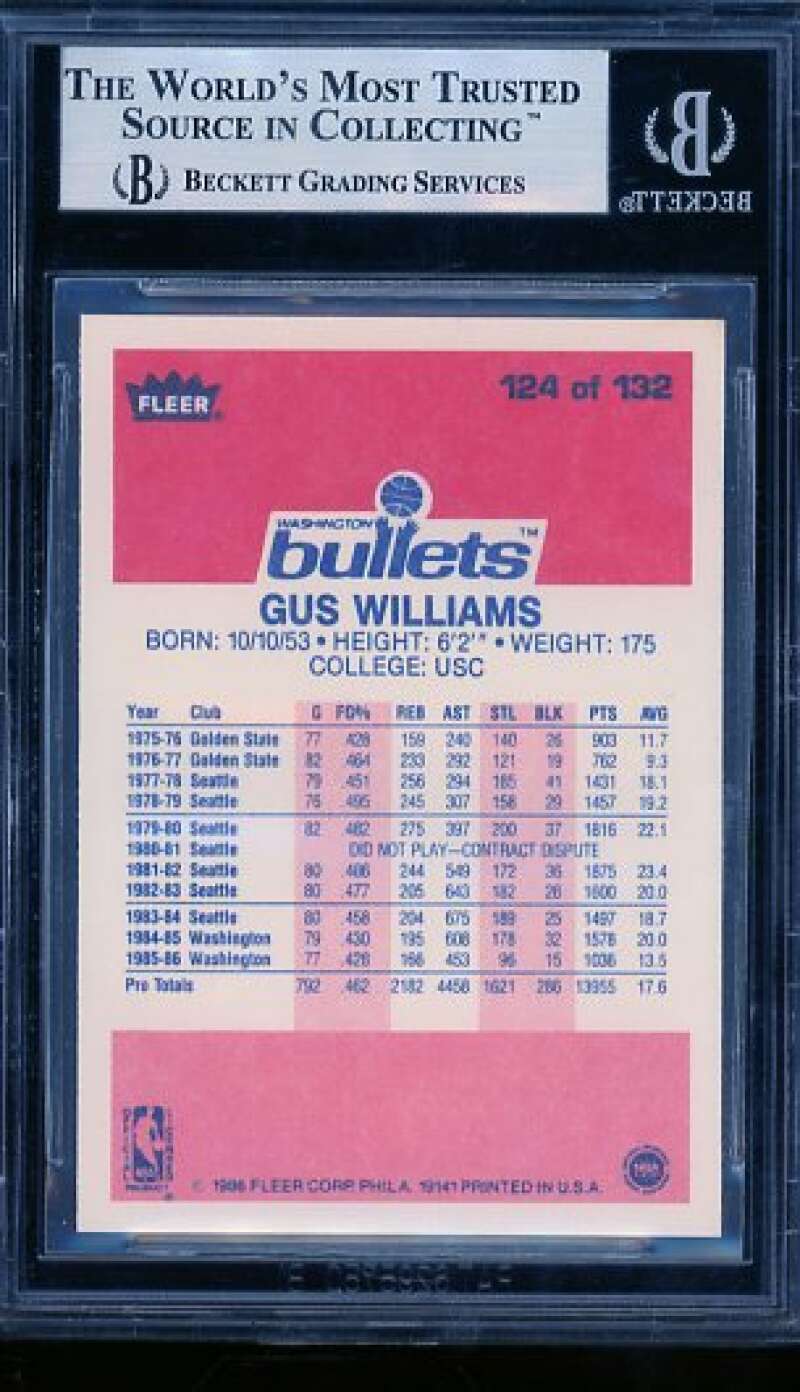 THE WORLD'S MOST TRUSTED
SOURCE IN COLLECTING™
B BECKETT GRADING SERVICES
B
BECKETT®
FLEER®
124 of 132
WASHINGTON
bullets™
GUS WILLIAMS
BORN: 10/10/53 • HEIGHT: 6'2'" • WEIGHT: 175
COLLEGE: USC
Year Club G FG% REB AST STL BLK PTS AVG
1975-76 Golden State 77 .428 159 240 140 26 903 11.7
1976-77 Golden State 82 .464 233 292 121 19 762 9.3
1977-78 Seattle 79 .451 256 294 185 41 1431 18.1
1978-79 Seattle 76 .495 245 307 158 29 1457 19.2
1979-80 Seattle 82 .482 275 397 200 37 1816 22.1
1980-81 Seattle DID NOT PLAY—CONTRACT DISPUTE
1981-82 Seattle 80 .486 244 549 172 36 1875 23.4
1982-83 Seattle 80 .477 205 643 182 26 1600 20.0
1983-84 Seattle 80 .458 204 675 189 25 1497 18.7
1984-85 Washington 79 .430 195 608 178 32 1578 20.0
1985-86 Washington 77 .428 166 453 96 15 1036 13.5
Pro Totals 792 .462 2182 4458 1621 286 13955 17.6
© 1986 FLEER CORP. PHILA. 19141 PRINTED IN U.S.A.